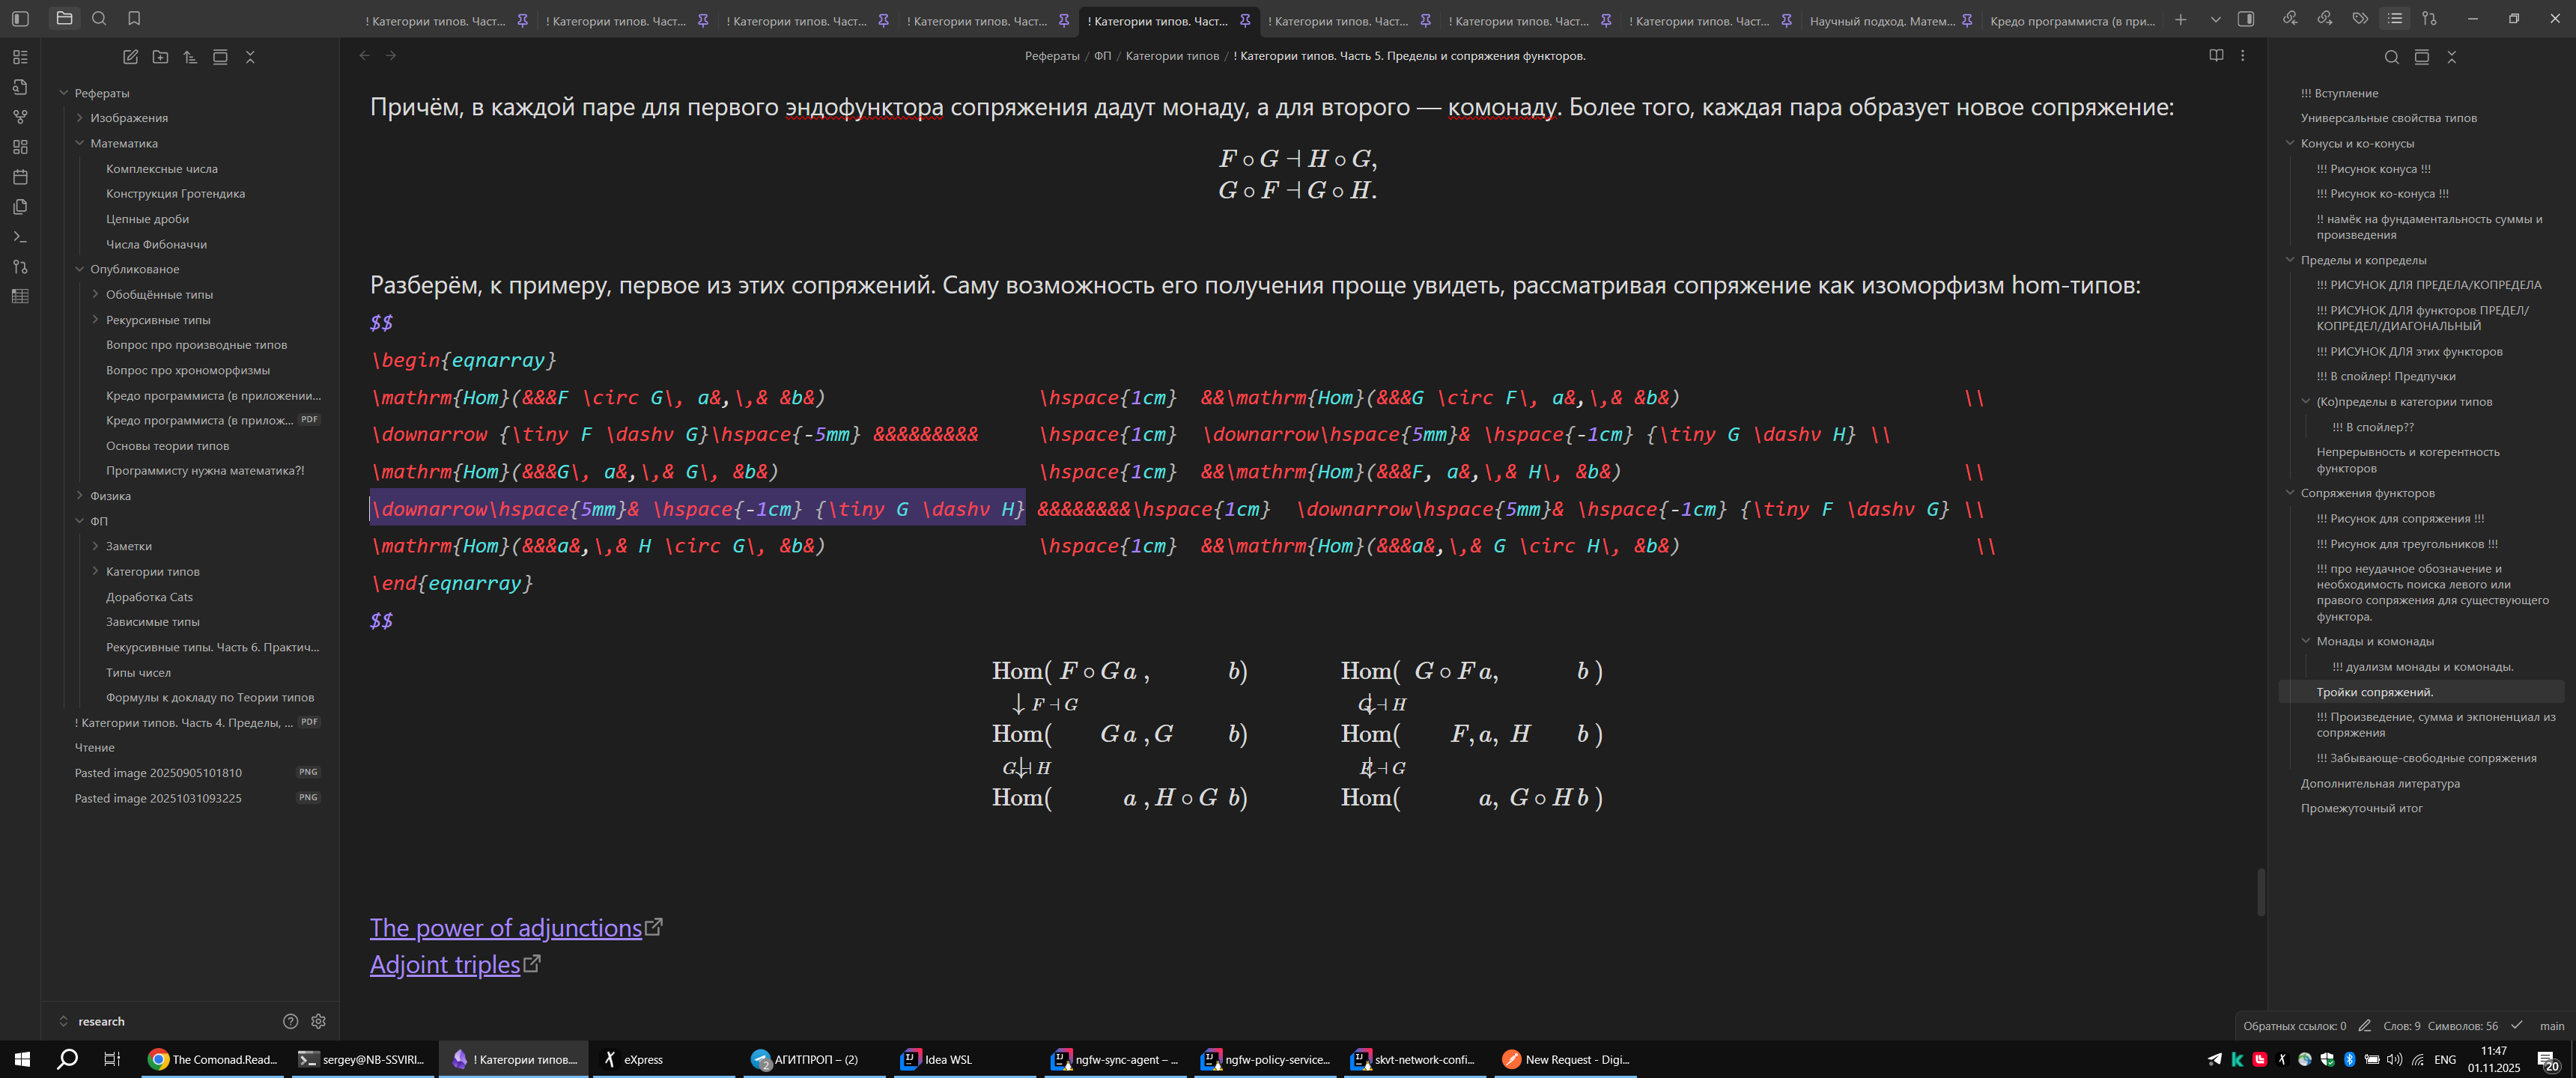 ! Категории типов. Част...
! Категории типов. Част...
! Категории типов. Част...
! Категории типов. Част...
! Категории типов. Част...
! Категории типов. Част...
! Категории типов. Част...
! Категории типов. Част...
Научный подход. Матем...
Кредо программиста (в при...
Рефераты / ФП / Категории типов / ! Категории типов. Часть 5. Пределы и сопряжения функторов.
Рефераты
Изображения
Математика
Комплексные числа
Конструкция Гротендика
Цепные дроби
Числа Фибоначчи
Опубликованое
Обобщённые типы
Рекурсивные типы
Вопрос про производные типов
Вопрос про хрономорфизмы
Кредо программиста (в приложении...
Кредо программиста (в прилож... PDF
Основы теории типов
Программисту нужна математика?!
Физика
ФП
Заметки
Категории типов
Доработка Cats
Зависимые типы
Рекурсивные типы. Часть 6. Практич...
Типы чисел
Формулы к докладу по Теории типов
! Категории типов. Часть 4. Пределы, ... PDF
Чтение
Pasted image 20250905101810 PNG
Pasted image 20251031093225 PNG
research
Причём, в каждой паре для первого эндофунктора сопряжения дадут монаду, а для второго — комонаду. Более того, каждая пара образует новое сопряжение:
F ∘ G ⊣ H ∘ G,
G ∘ F ⊣ G ∘ H.
Разберём, к примеру, первое из этих сопряжений. Саму возможность его получения проще увидеть, рассматривая сопряжение как изоморфизм hom-типов:
$$
\begin{eqnarray}
\mathrm{Hom}(&&&F \circ G\, a&,\,& &b&) \hspace{1cm} &&\mathrm{Hom}(&&&G \circ F\, a&,\,& &b&) \\
\downarrow {\tiny F \dashv G}\hspace{-5mm} &&&&&&&&& \hspace{1cm} \downarrow\hspace{5mm}& \hspace{-1cm} {\tiny G \dashv H} \\
\mathrm{Hom}(&&&G\, a&,\,& G\, &b&) \hspace{1cm} &&\mathrm{Hom}(&&&F, a&,\,& H\, &b&) \\
\downarrow\hspace{5mm}& \hspace{-1cm} {\tiny G \dashv H} &&&&&&&&\hspace{1cm} \downarrow\hspace{5mm}& \hspace{-1cm} {\tiny F \dashv G} \\
\mathrm{Hom}(&&&a&,\,& H \circ G\, &b&) \hspace{1cm} &&\mathrm{Hom}(&&&a&,\,& G \circ H\, &b&) \\
\end{eqnarray}
$$
Hom( F ∘ G a , b) Hom( G ∘ F a, b )
↓ F ⊣ G G ↓ ⊣ H
Hom( G a , G b) Hom( F, a, H b )
G ↓ ⊣ H F ↓ ⊣ G
Hom( a , H ∘ G b) Hom( a, G ∘ H b )
The power of adjunctions
Adjoint triples
!!! Вступление
Универсальные свойства типов
Конусы и ко-конусы
!!! Рисунок конуса !!!
!!! Рисунок ко-конуса !!!
!! намёк на фундаментальность суммы и
произведения
Пределы и копределы
!!! РИСУНОК ДЛЯ ПРЕДЕЛА/КОПРЕДЕЛА
!!! РИСУНОК ДЛЯ функторов ПРЕДЕЛ/
КОПРЕДЕЛ/ДИАГОНАЛЬНЫЙ
!!! РИСУНОК ДЛЯ этих функторов
!!! В спойлер! Предпучки
(Ко)пределы в категории типов
!!! В спойлер??
Непрерывность и когерентность
функторов
Сопряжения функторов
!!! Рисунок для сопряжения !!!
!!! Рисунок для треугольников !!!
!!! про неудачное обозначение и
необходимость поиска левого или
правого сопряжения для существующего
функтора.
Монады и комонады
!!! дуализм монады и комонады.
Тройки сопряжений.
!!! Произведение, сумма и экпоненциал из
сопряжения
!!! Забывающе-свободные сопряжения
Дополнительная литература
Промежуточный итог
Обратных ссылок: 0 Слов: 9 Символов: 56 main
The Comonad.Read...
sergey@NB-SSVIRI...
! Категории типов....
eXpress
АГИТПРОП – (2)
2
Idea WSL
ngfw-sync-agent – ...
ngfw-policy-service...
skvt-network-confi...
New Request - Digi...
ENG
11:47
01.11.2025
20